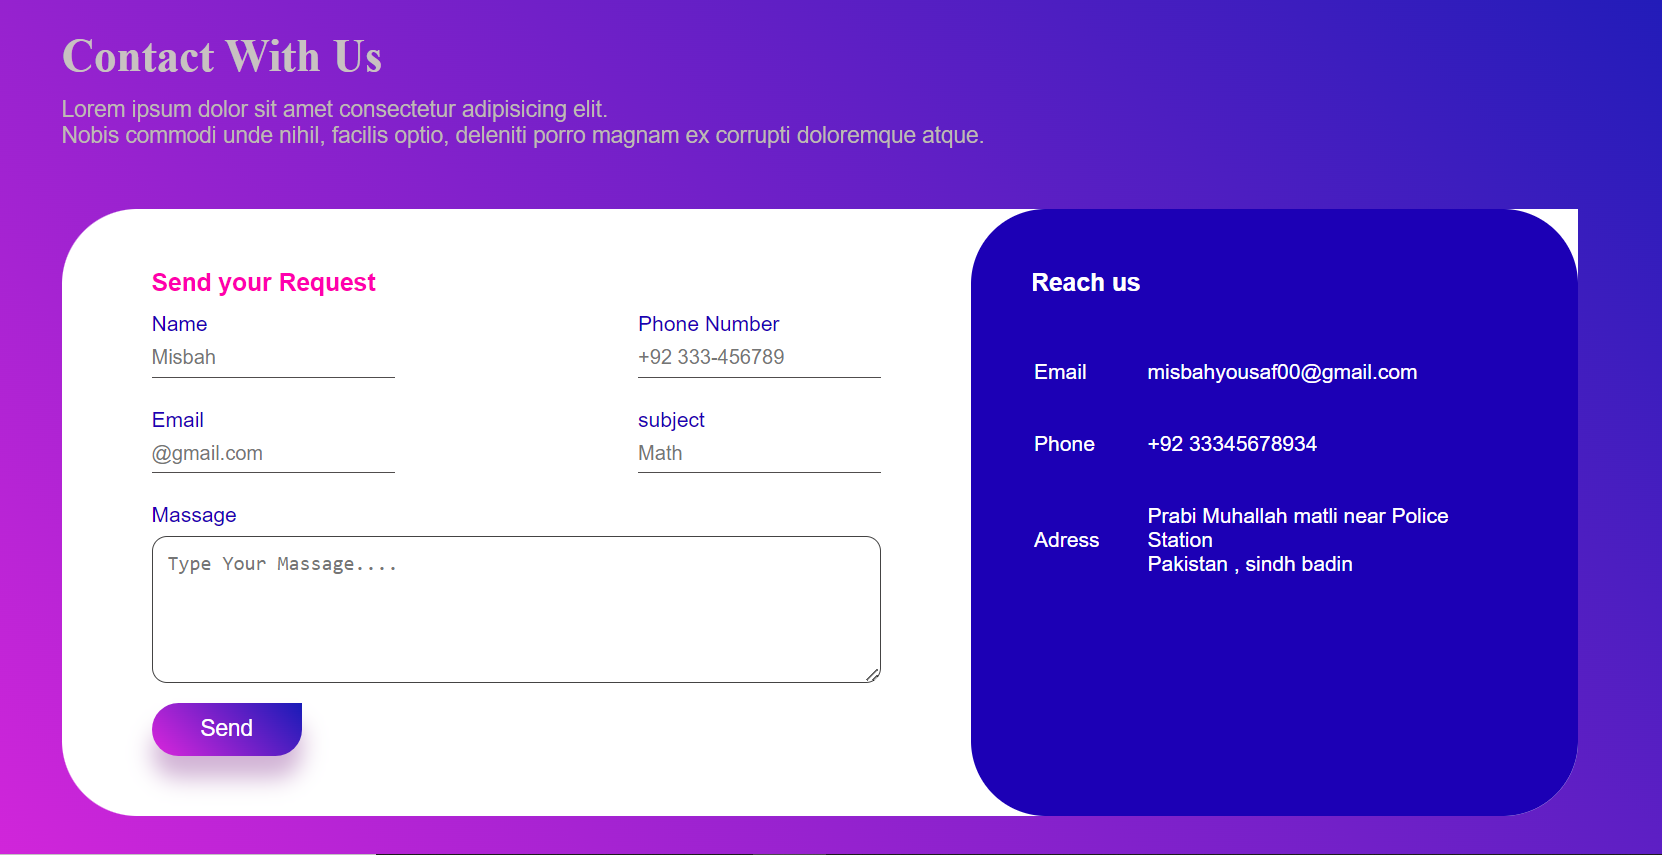 Contact With Us
Lorem ipsum dolor sit amet consectetur adipisicing elit.
Nobis commodi unde nihil, facilis optio, deleniti porro magnam ex corrupti doloremque atque.
Send your Request
Name
Misbah
Phone Number
+92 333-456789
Email
@gmail.com
subject
Math
Massage
Type Your Massage....
Send
Reach us
Email misbahyousaf00@gmail.com
Phone +92 33345678934
Adress
Prabi Muhallah matli near Police
Station
Pakistan , sindh badin